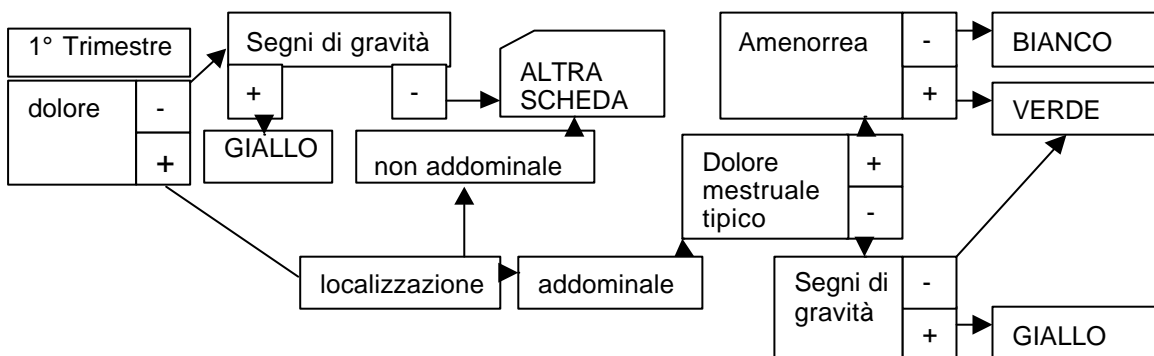 1° Trimestre
dolore
-
+
Segni di gravità
+
-
GIALLO
ALTRA
SCHEDA
non addominale
localizzazione
addominale
Dolore
mestruale
tipico
+
-
Amenorrea
-
+
BIANCO
VERDE
Segni di
gravità
-
+
GIALLO